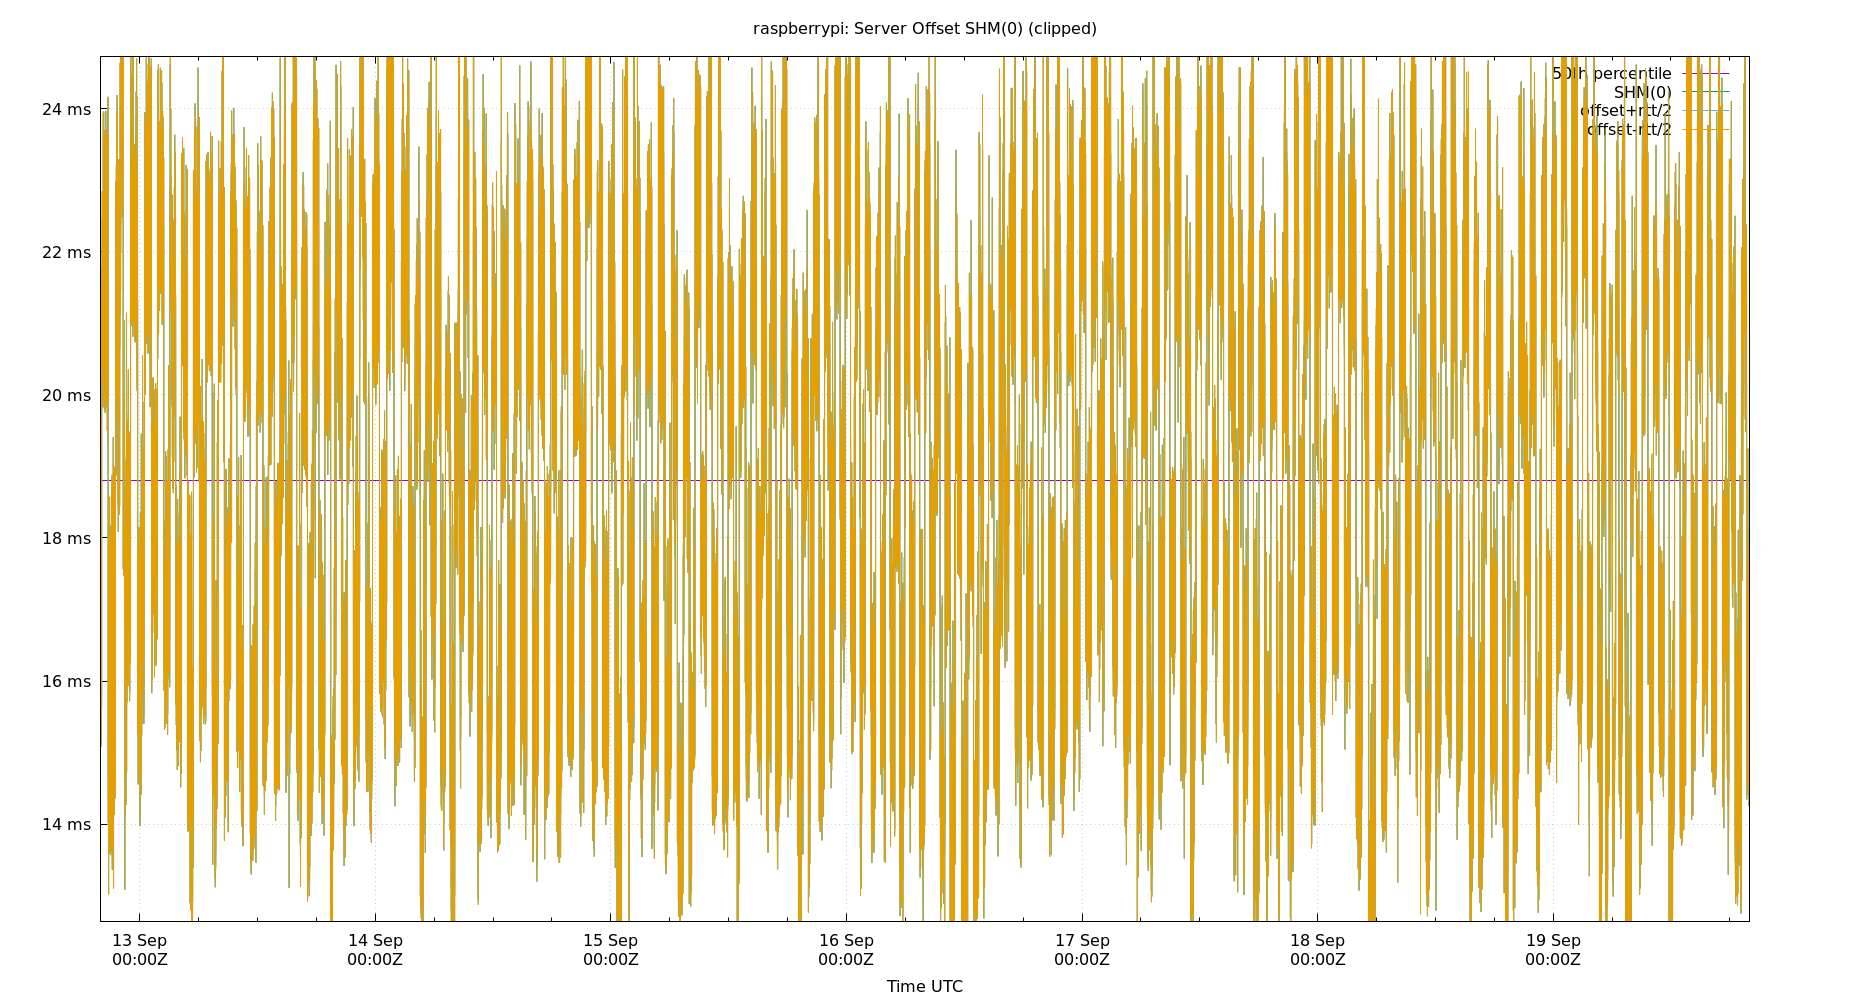 raspberrypi: Server Offset SHM(0) (clipped)
50th percentile
SHM(0)
offset+rtt/2
offset-rtt/2
24 ms
22 ms
20 ms
18 ms
16 ms
14 ms
13 Sep 14 Sep 15 Sep 16 Sep 17 Sep 18 Sep 19 Sep
00:00Z 00:00Z 00:00Z 00:00Z 00:00Z 00:00Z 00:00Z
Time UTC